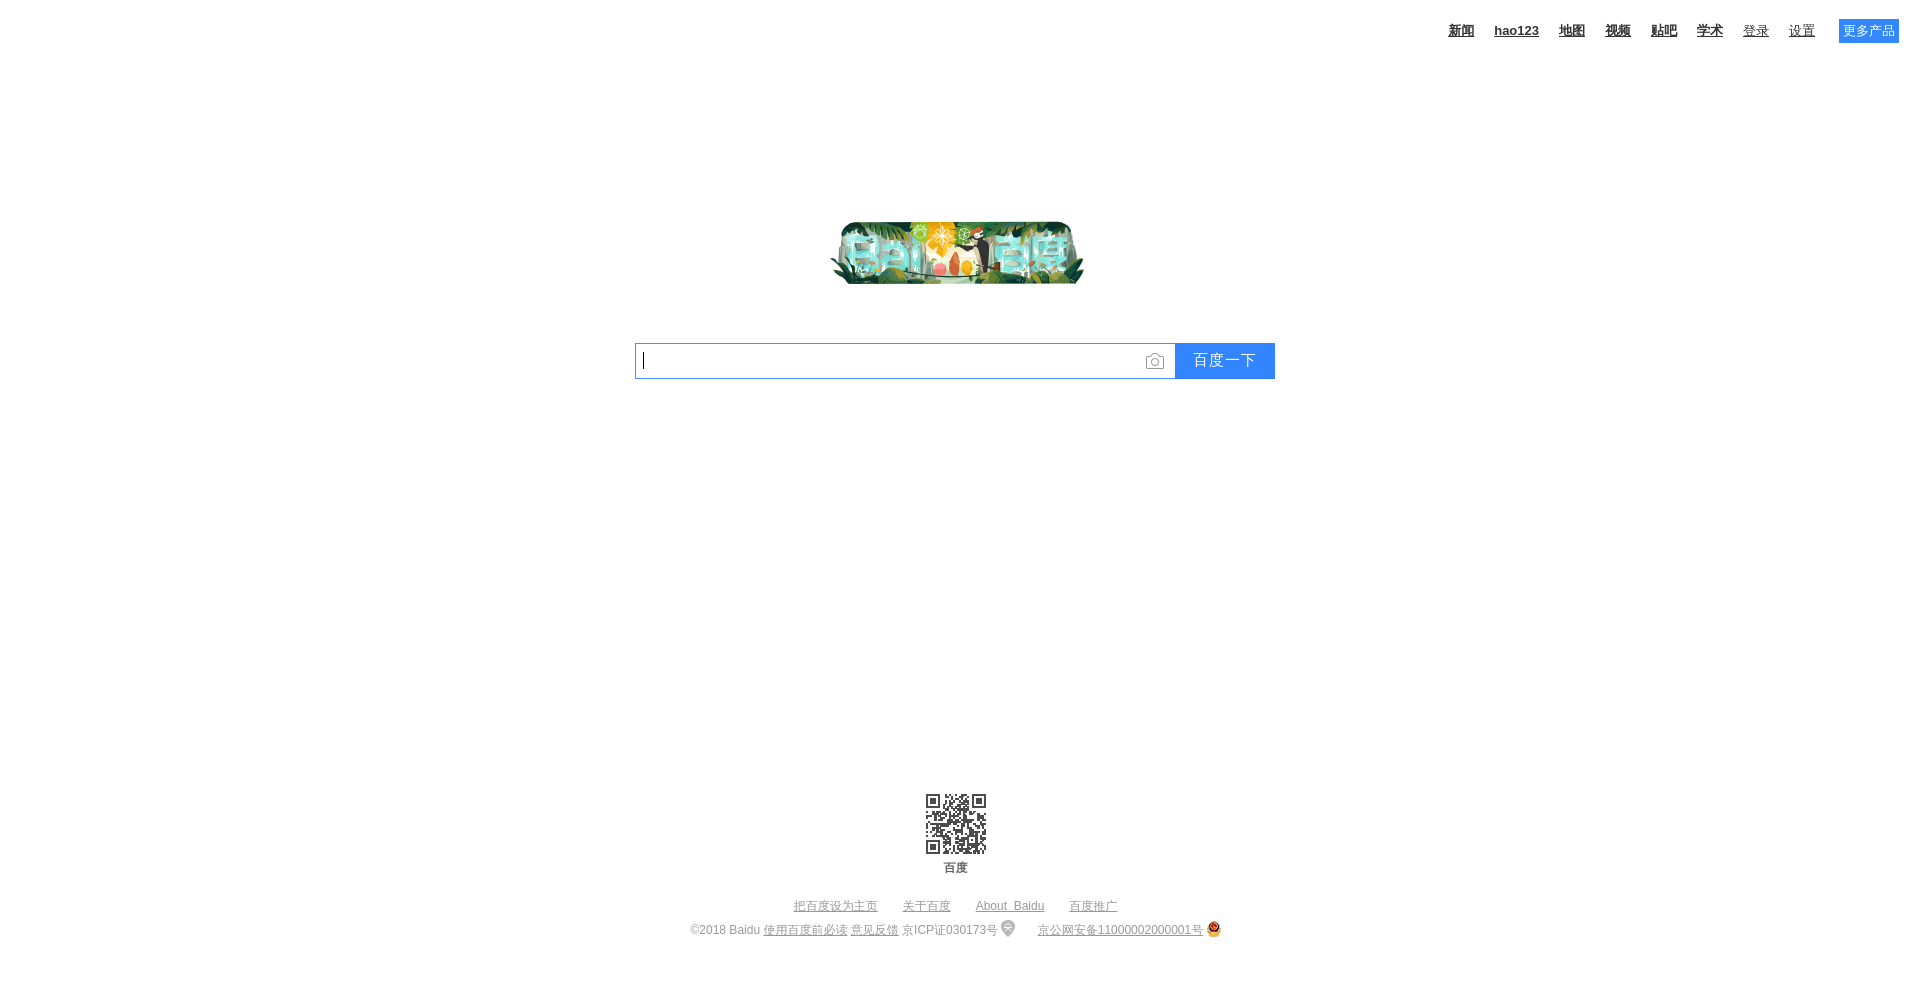 新闻 hao123 地图 视频 贴吧 学术 登录 设置 更多产品
Bai 百度
百度一下
百度
把百度设为主页 关于百度 About Baidu 百度推广
©2018 Baidu 使用百度前必读 意见反馈 京ICP证030173号 京公网安备11000002000001号